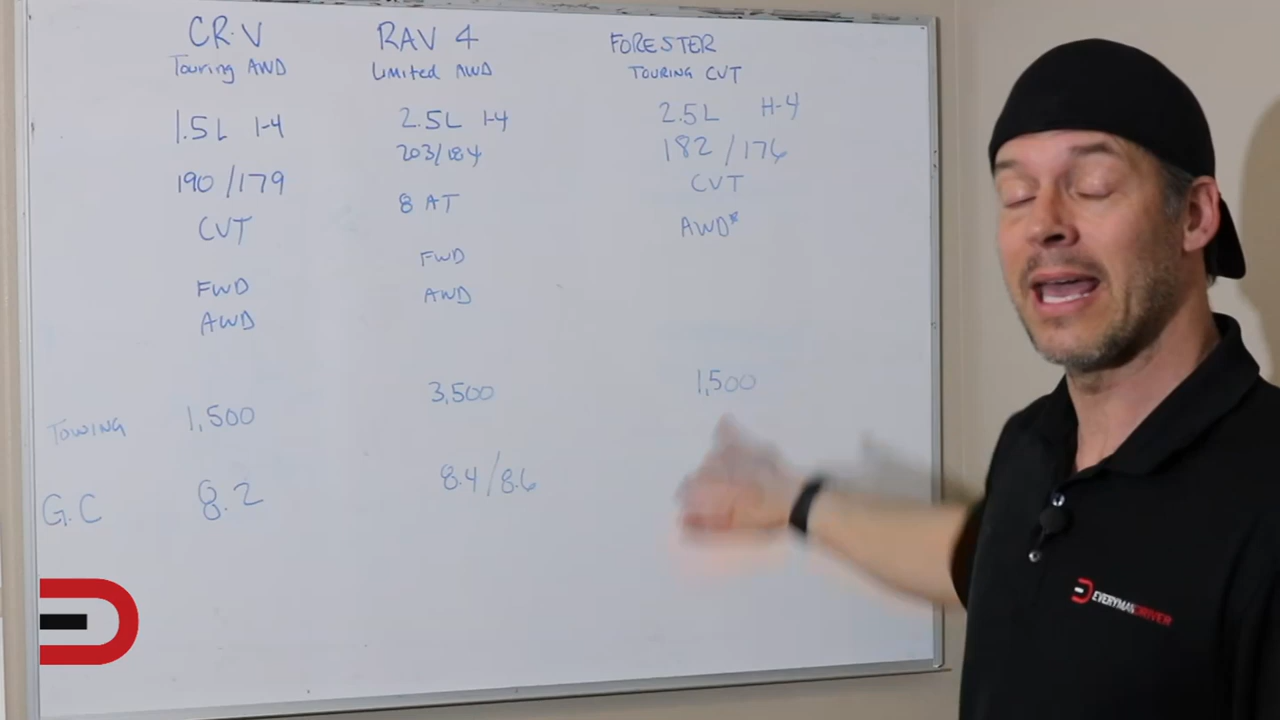 CR-V
Touring AWD
1.5L I-4
190/179
CVT
FWD
AWD
RAV 4
Limited AWD
2.5L I-4
203/184
8 AT
FWD
AWD
FORESTER
TOURING CVT
2.5L H-4
182/176
CVT
AWD*
TOWING 1,500 3,500 1,500
G.C 8.2 8.4/8.6
EVERYMANDRIVER